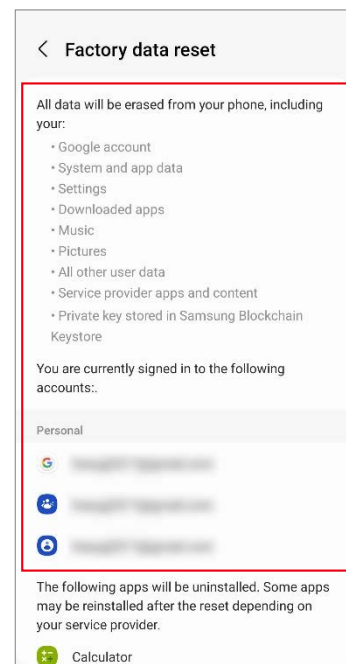 < Factory data reset
All data will be erased from your phone, including
your:
• Google account
• System and app data
• Settings
• Downloaded apps
• Music
• Pictures
• All other user data
• Service provider apps and content
• Private key stored in Samsung Blockchain
Keystore
You are currently signed in to the following
accounts:.
Personal
G
The following apps will be uninstalled. Some apps
may be reinstalled after the reset depending on
your service provider.
Calculator